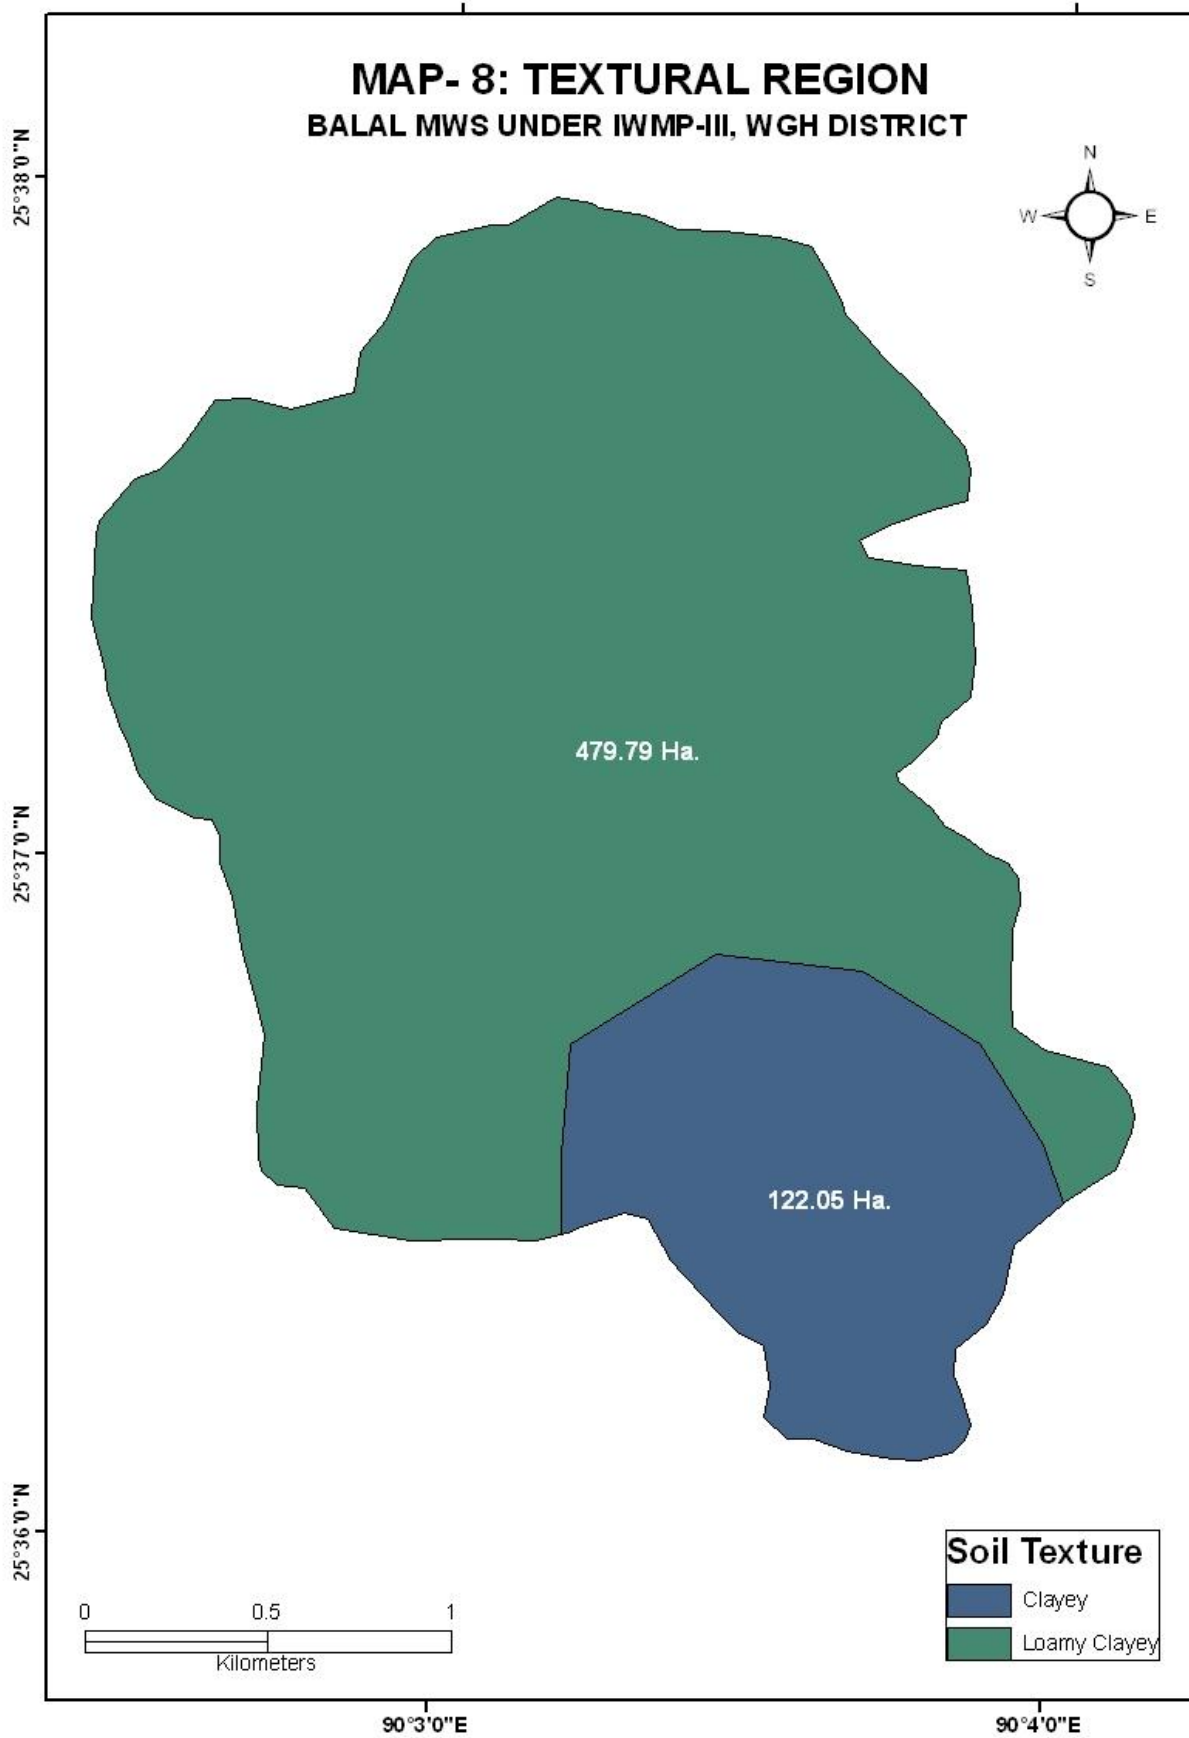 MAP- 8: TEXTURAL REGION
BALAL MWS UNDER IWMP-III, WGH DISTRICT
N
W E
S
25°38'0"N
25°37'0"N
25°36'0"N
479.79 Ha.
122.05 Ha.
Soil Texture
Clayey
Loamy Clayey
0 0.5 1
Kilometers
90°3'0"E 90°4'0"E